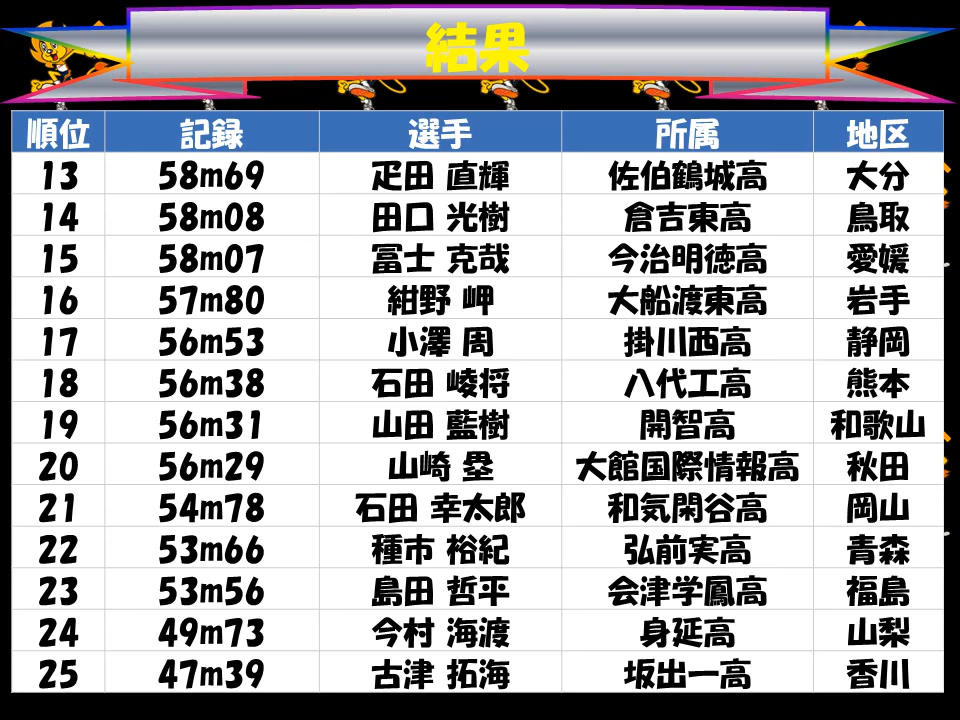 結果
順位 記録 選手 所属 地区
13 58m69 疋田 直輝 佐伯鶴城高 大分
14 58m08 田口 光樹 倉吉東高 鳥取
15 58m07 冨士 克哉 今治明徳高 愛媛
16 57m80 紺野 岬 大船渡東高 岩手
17 56m53 小澤 周 掛川西高 静岡
18 56m38 石田 崚将 八代工高 熊本
19 56m31 山田 藍樹 開智高 和歌山
20 56m29 山崎 塁 大館国際情報高 秋田
21 54m78 石田 幸太郎 和気閑谷高 岡山
22 53m66 種市 裕紀 弘前実高 青森
23 53m56 島田 哲平 会津学鳳高 福島
24 49m73 今村 海渡 身延高 山梨
25 47m39 古津 拓海 坂出一高 香川